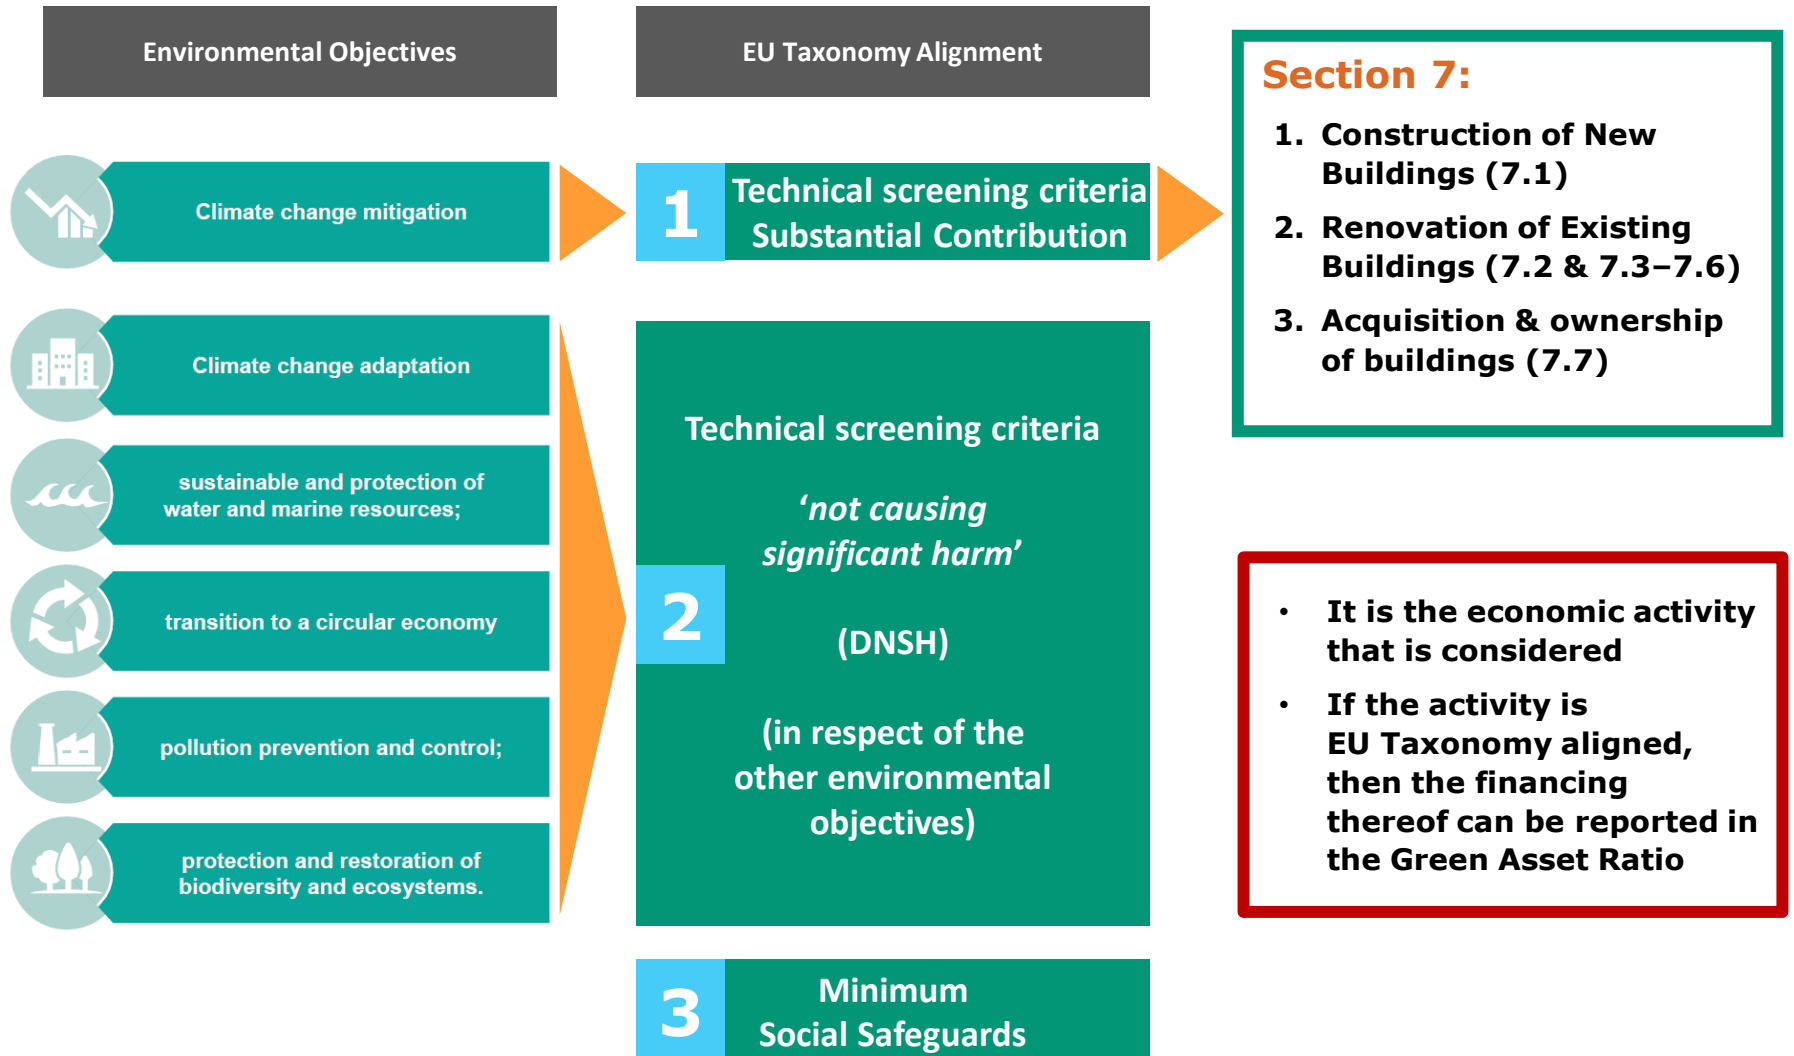 Environmental Objectives
Climate change mitigation
Climate change adaptation
sustainable and protection of
water and marine resources;
transition to a circular economy
pollution prevention and control;
protection and restoration of
biodiversity and ecosystems.
EU Taxonomy Alignment
1
Technical screening criteria
Substantial Contribution
2
Technical screening criteria
‘not causing
significant harm’
(DNSH)
(in respect of the
other environmental
objectives)
3
Minimum
Social Safeguards
Section 7:
1. Construction of New
Buildings (7.1)
2. Renovation of Existing
Buildings (7.2 & 7.3–7.6)
3. Acquisition & ownership
of buildings (7.7)
• It is the economic activity
that is considered
• If the activity is
EU Taxonomy aligned,
then the financing
thereof can be reported in
the Green Asset Ratio